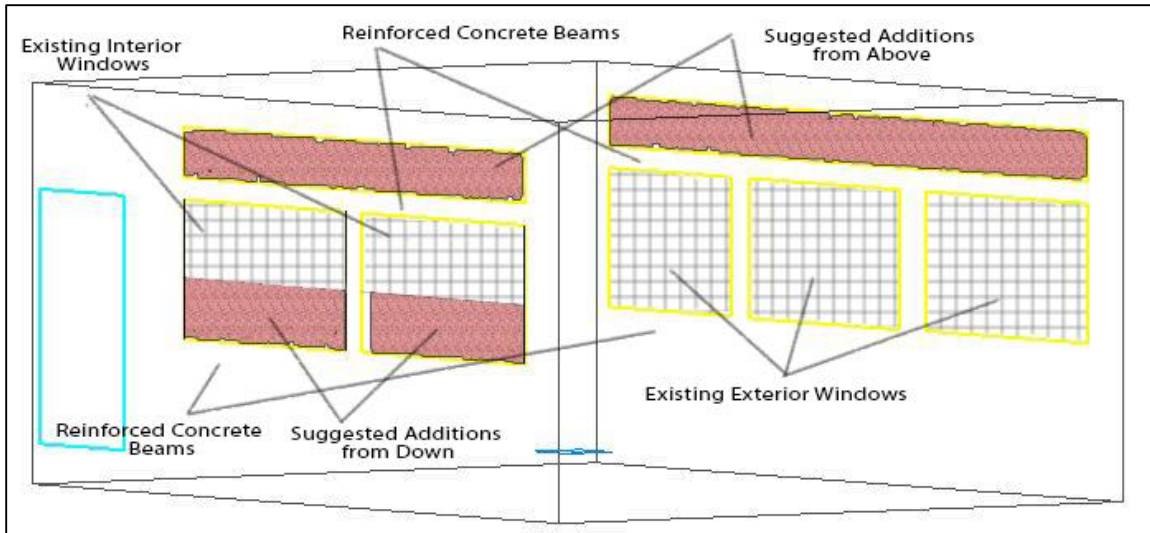 Existing Interior
Windows
Reinforced Concrete Beams
Suggested Additions
from Above
Existing Exterior Windows
Reinforced Concrete
Beams
Suggested Additions
from Down